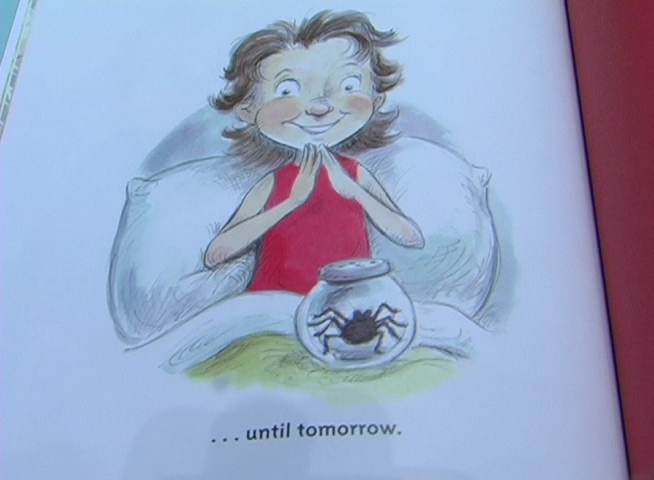 . . . until tomorrow.